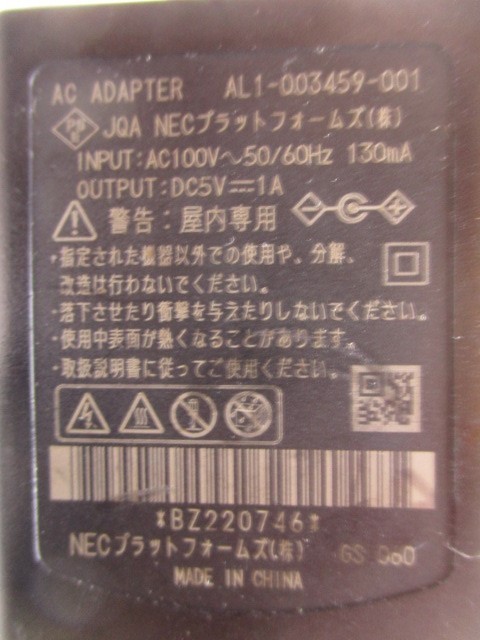 AC ADAPTER AL1-003459-001
PSE JQA NECプラットフォームズ(株)
INPUT:AC100V～50/60Hz 130mA
OUTPUT:DC5V⎓1A
警告:屋内専用
・指定された機器以外での使用や、分解、
改造は行わないでください。
・落下させたり衝撃を与えたりしないでください。
・使用中表面が熱くなることがあります。
・取扱説明書に従ってご使用ください。
*BZ220746*
NECプラットフォームズ(株) GS 060
MADE IN CHINA